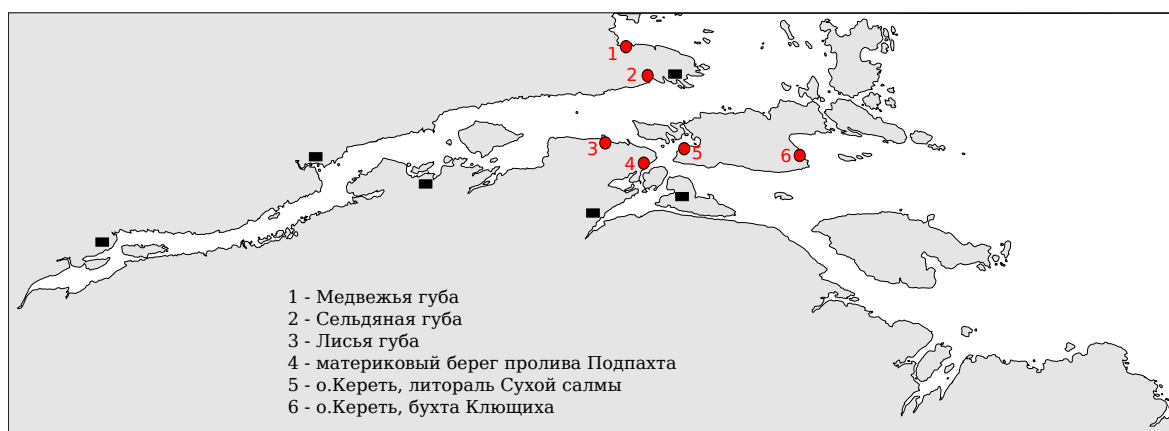 1
2
3
4
5
6
1 - Медвежья губа
2 - Сельдяная губа
3 - Лисья губа
4 - материковый берег пролива Подпахта
5 - о.Кереть, литораль Сухой салмы
6 - о.Кереть, бухта Клющиха